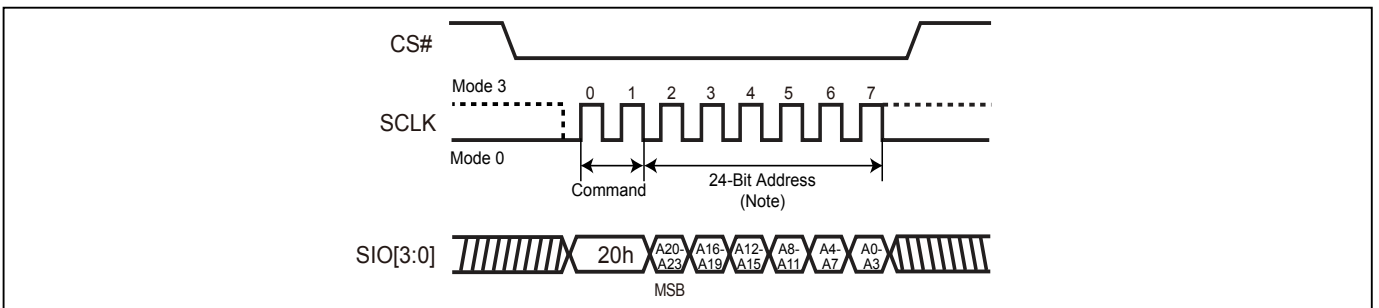 CS#
Mode 3
0 1 2 3 4 5 6 7
SCLK
Mode 0
Command
24-Bit Address
(Note)
SIO[3:0]
20h
A20-
A23
A16-
A19
A12-
A15
A8-
A11
A4-
A7
A0-
A3
MSB